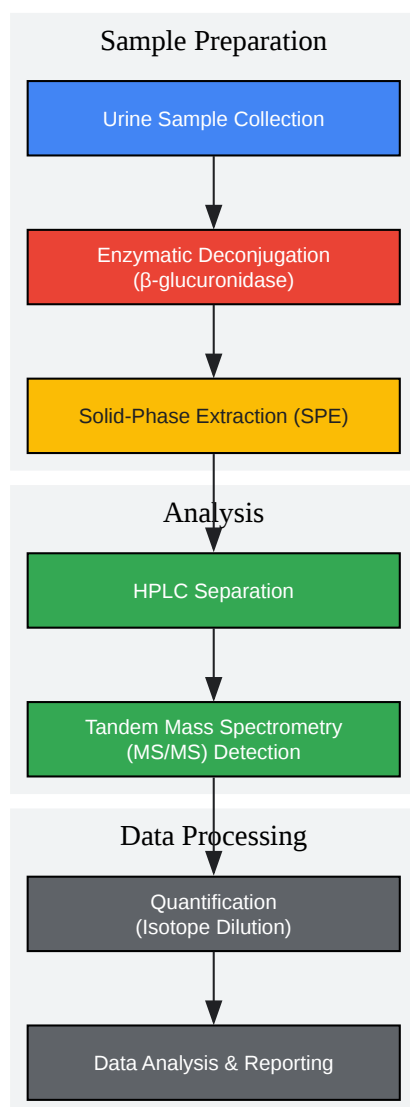 Sample Preparation
Urine Sample Collection
Enzymatic Deconjugation
(β-glucuronidase)
Solid-Phase Extraction (SPE)
Analysis
HPLC Separation
Tandem Mass Spectrometry
(MS/MS) Detection
Data Processing
Quantification
(Isotope Dilution)
Data Analysis & Reporting